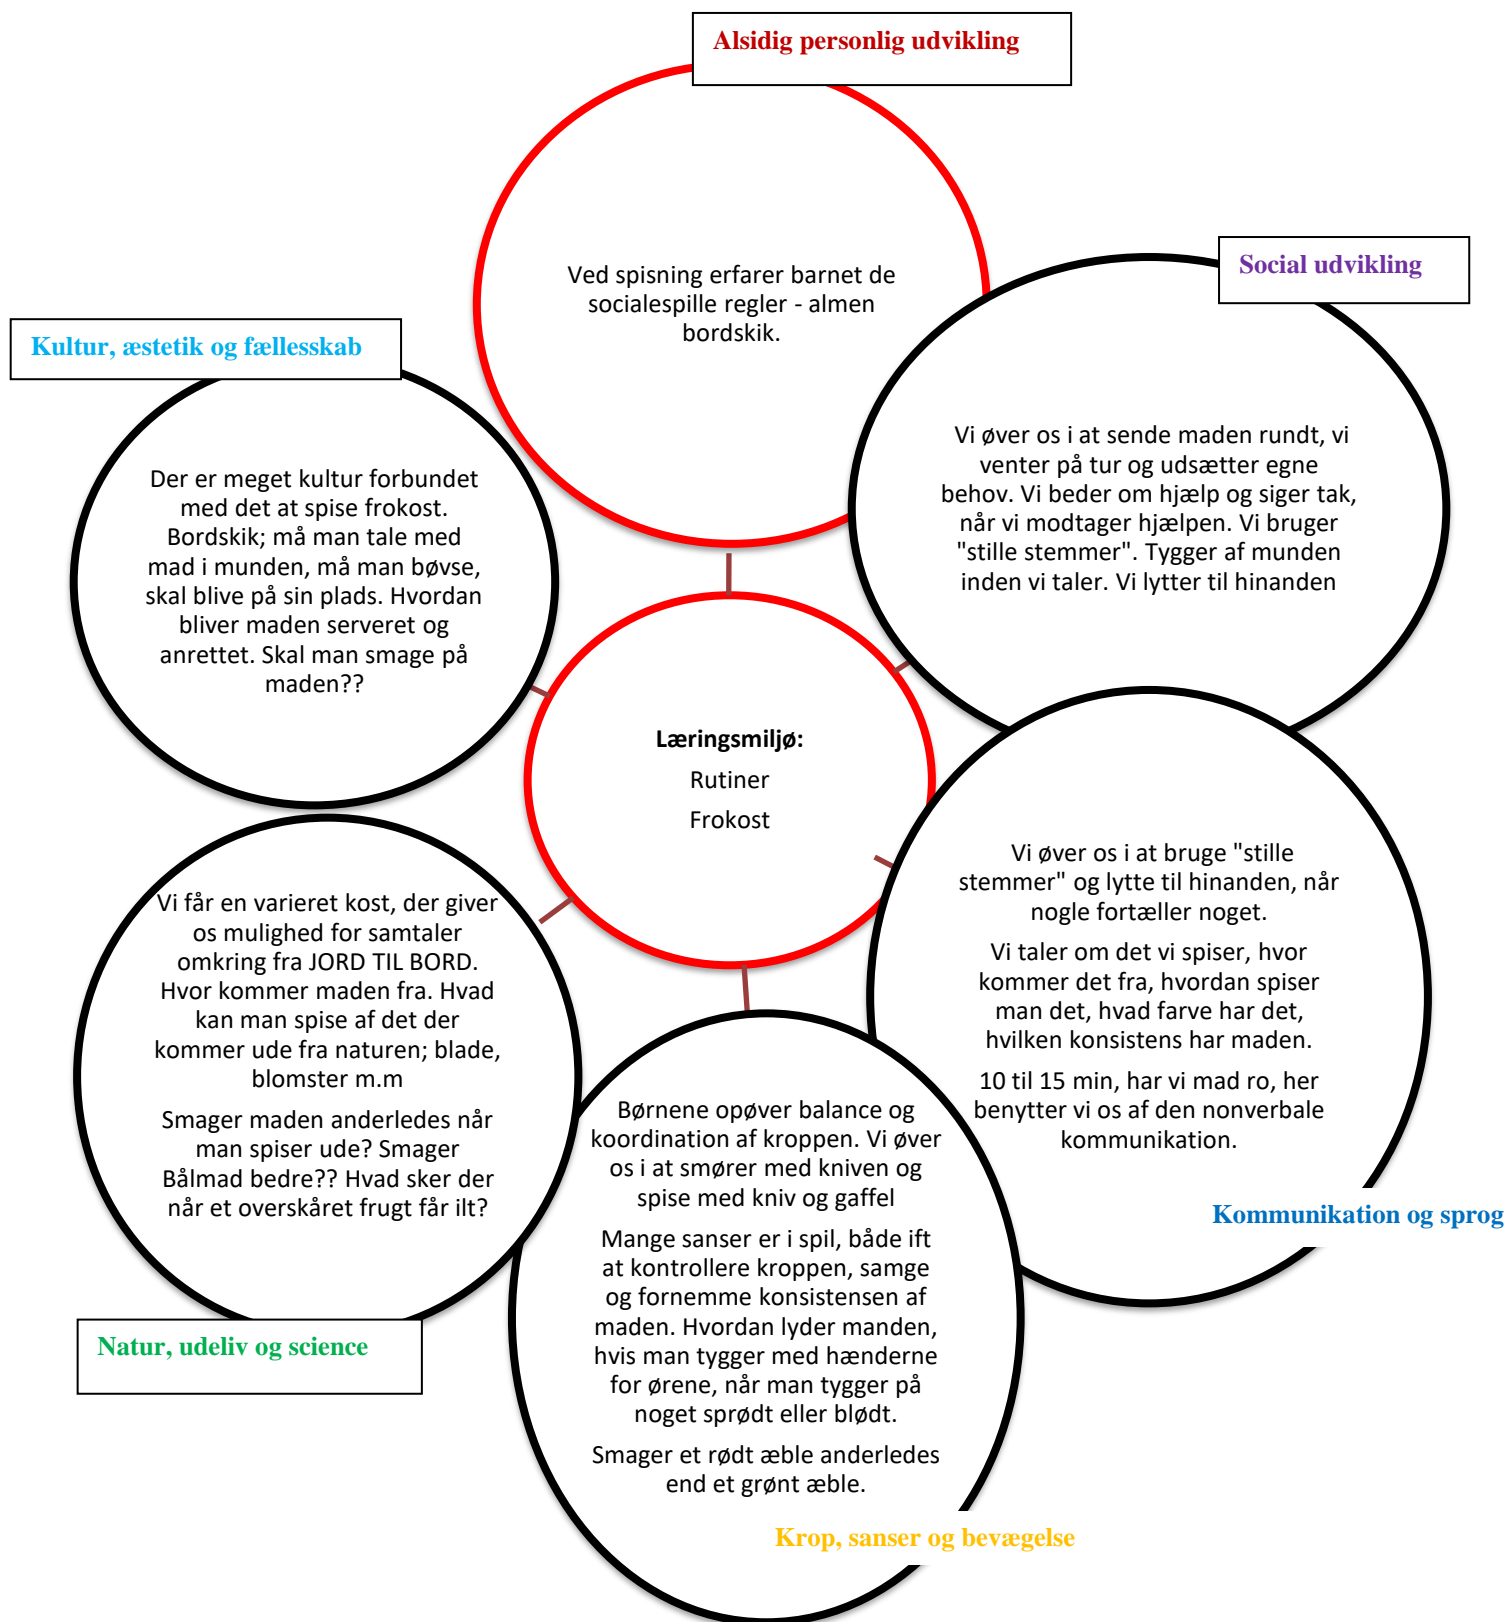 Alsidig personlig udvikling
Ved spisning erfarer barnet de
socialespille regler - almen
bordskik.
Social udvikling
Vi øver os i at sende maden rundt, vi
venter på tur og udsætter egne
behov. Vi beder om hjælp og siger tak,
når vi modtager hjælpen. Vi bruger
"stille stemmer". Tygger af munden
inden vi taler. Vi lytter til hinanden
Kultur, æstetik og fællesskab
Der er meget kultur forbundet
med det at spise frokost.
Bordskik; må man tale med
mad i munden, må man bøvse,
skal blive på sin plads. Hvordan
bliver maden serveret og
anrettet. Skal man smage på
maden??
Læringsmiljø:
Rutiner
Frokost
Vi øver os i at bruge "stille
stemmer" og lytte til hinanden, når
nogle fortæller noget.
Vi taler om det vi spiser, hvor
kommer det fra, hvordan spiser
man det, hvad farve har det,
hvilken konsistens har maden.
10 til 15 min, har vi mad ro, her
benytter vi os af den nonverbale
kommunikation.
Kommunikation og sprog
Vi får en varieret kost, der giver
os mulighed for samtaler
omkring fra JORD TIL BORD.
Hvor kommer maden fra. Hvad
kan man spise af det der
kommer ude fra naturen; blade,
blomster m.m
Smager maden anderledes når
man spiser ude? Smager
Bålmad bedre?? Hvad sker der
når et overskåret frugt får ilt?
Natur, udeliv og science
Børnene opøver balance og
koordination af kroppen. Vi øver
os i at smører med kniven og
spise med kniv og gaffel
Mange sanser er i spil, både ift
at kontrollere kroppen, samge
og fornemme konsistensen af
maden. Hvordan lyder manden,
hvis man tygger med hænderne
for ørene, når man tygger på
noget sprødt eller blødt.
Smager et rødt æble anderledes
end et grønt æble.
Krop, sanser og bevægelse